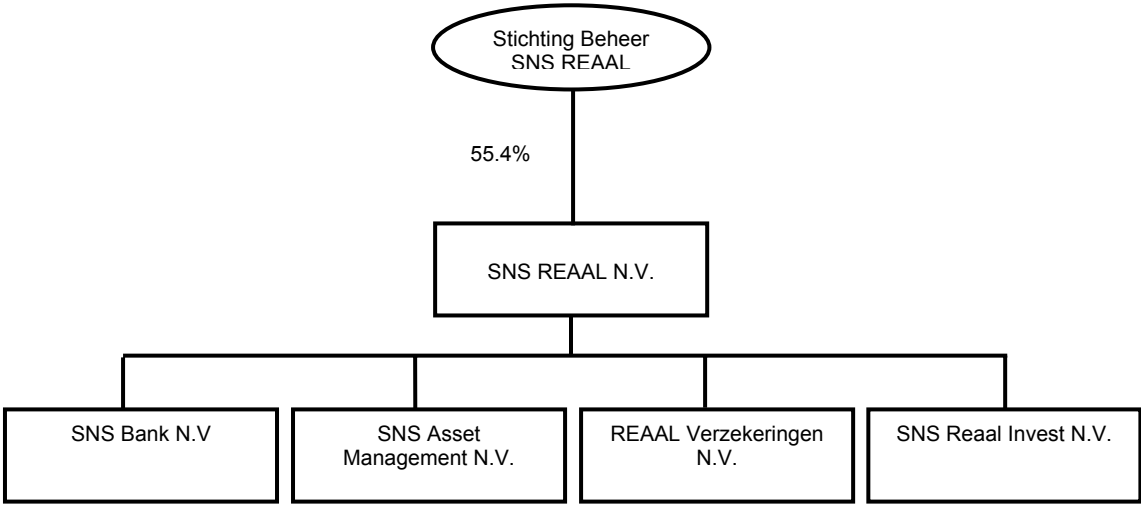 Stichting Beheer
SNS REAAL
55.4%
SNS REAAL N.V.
SNS Bank N.V
SNS Asset
Management N.V.
REAAL Verzekeringen
N.V.
SNS Reaal Invest N.V.